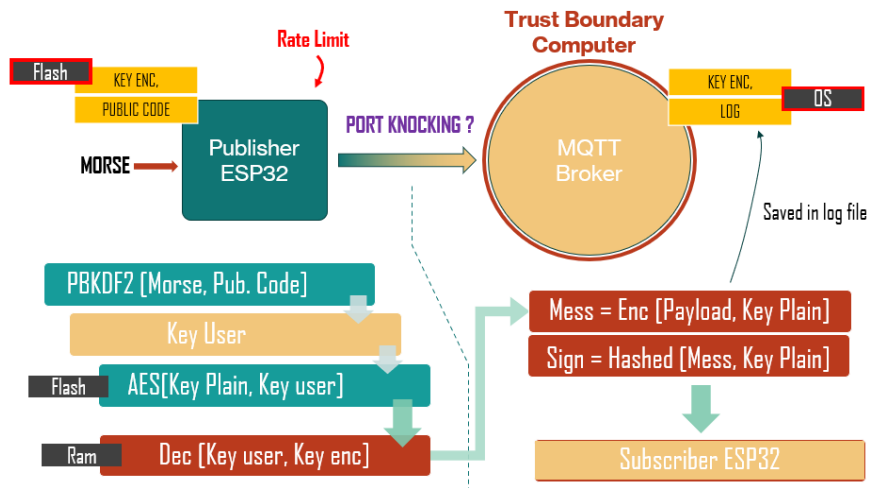 Trust Boundary
Computer
Rate Limit
Flash
KEY ENC,
PUBLIC CODE
KEY ENC,
LOG
OS
PORT KNOCKING ?
MORSE
Publisher
ESP32
MQTT
Broker
Saved in log file
PBKDF2 [Morse, Pub. Code]
Key User
Flash
AES[Key Plain, Key user]
Ram
Dec [Key user, Key enc]
Mess = Enc [Payload, Key Plain]
Sign = Hashed [Mess, Key Plain]
Subscriber ESP32